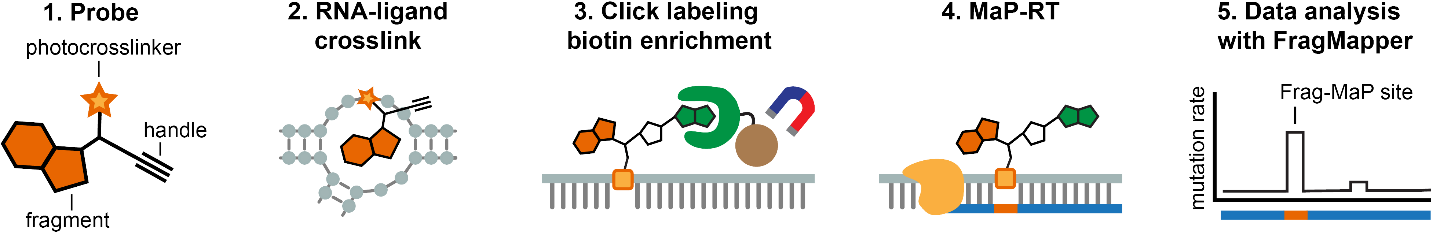 1. Probe
photocrosslinker
handle
fragment
2. RNA-ligand
crosslink
3. Click labeling
biotin enrichment
4. MaP-RT
5. Data analysis
with FragMapper
Frag-MaP site
mutation rate